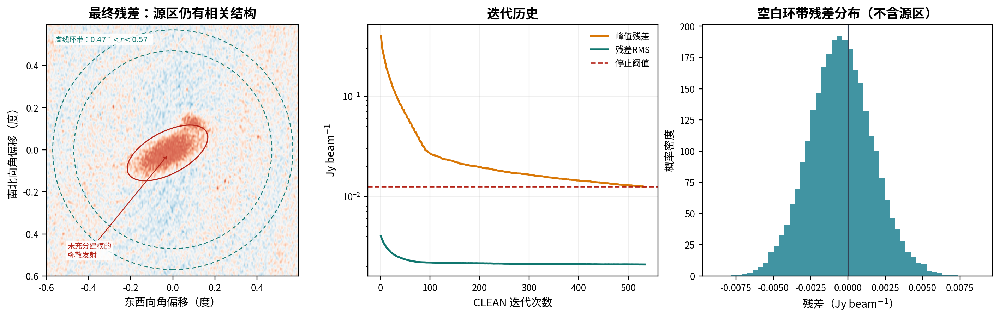 最终残差：源区仍有相关结构
虚线环带：0.47° < r < 0.57°
未充分建模的
弥散发射
0.4
0.2
0.0
-0.2
-0.4
-0.6
-0.6
-0.4
-0.2
0.0
0.2
0.4
南北向角偏移（度）
东西向角偏移（度）
迭代历史
峰值残差
残差RMS
停止阈值
10⁻¹
10⁻²
0
100
200
300
400
500
Jy beam⁻¹
CLEAN 迭代次数
空白环带残差分布（不含源区）
200
175
150
125
100
75
50
25
0
-0.0075
-0.0050
-0.0025
0.0000
0.0025
0.0050
0.0075
概率密度
残差（Jy beam⁻¹）